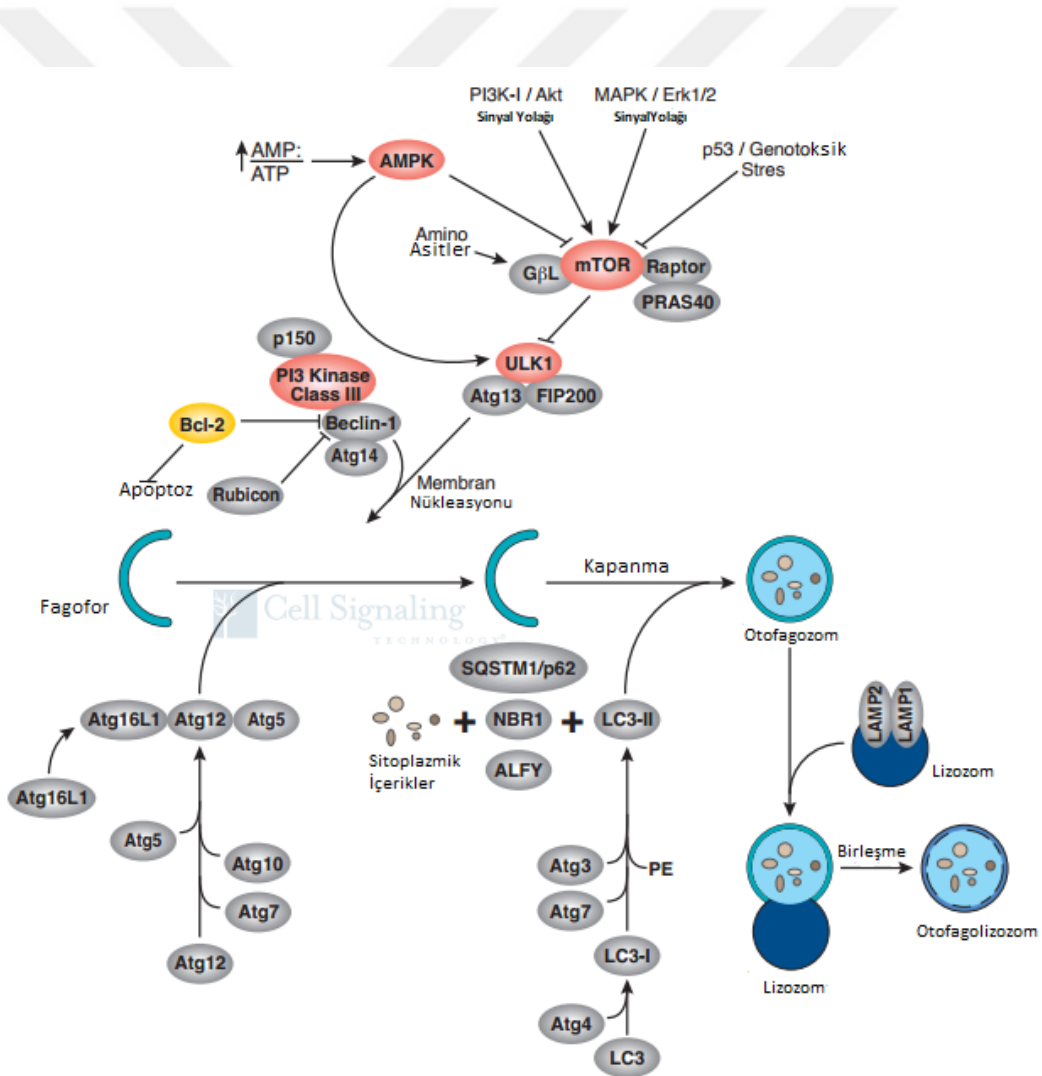 PI3K-I / Akt
Sinyal Yolağı
MAPK / Erk1/2
SinyalYolağı
p53 / Genotoksik
Stres
AMP:
ATP
AMPK
Amino
Asitler
GβL
mTOR
Raptor
PRAS40
p150
PI3 Kinase
Class III
ULK1
Atg13
FIP200
Bcl-2
Beclin-1
Atg14
Apoptoz
Rubicon
Membran
Nükleasyonu
Fagofor
Kapanma
Otofagozom
Cell Signaling
TECHNOLOGY®
SQSTM1/p62
Atg16L1
Atg12
Atg5
NBR1
LC3-II
ALFY
Sitoplazmik
İçerikler
+
+
LAMP2
LAMP1
Lizozom
Atg16L1
Atg5
Atg10
Atg7
Atg12
Atg3
PE
Atg7
LC3-I
Atg4
LC3
Birleşme
Otofagolizozom
Lizozom